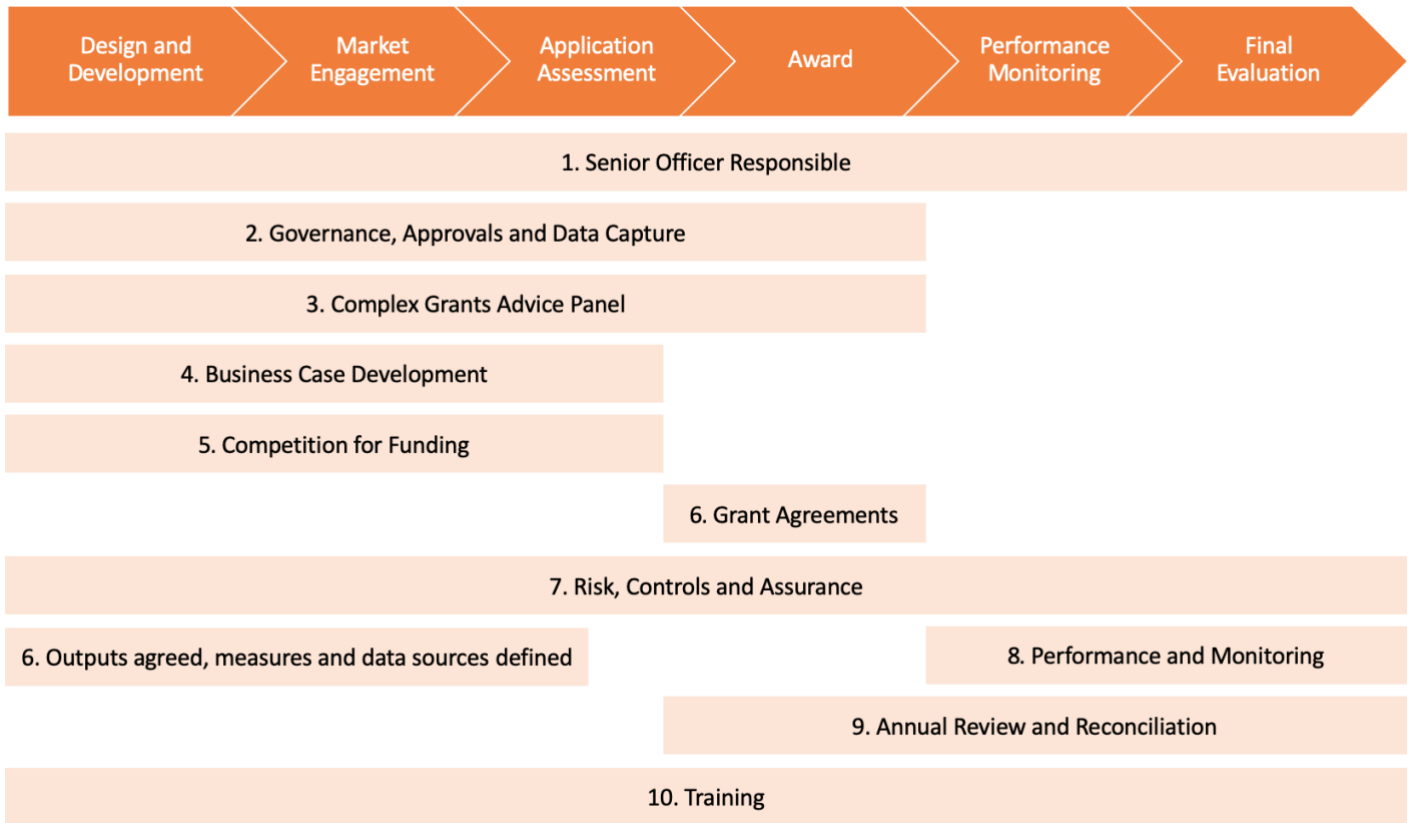 Design and
Development
Market
Engagement
Application
Assessment
Award
Performance
Monitoring
Final
Evaluation
1. Senior Officer Responsible
2. Governance, Approvals and Data Capture
3. Complex Grants Advice Panel
4. Business Case Development
5. Competition for Funding
6. Grant Agreements
7. Risk, Controls and Assurance
6. Outputs agreed, measures and data sources defined
8. Performance and Monitoring
9. Annual Review and Reconciliation
10. Training